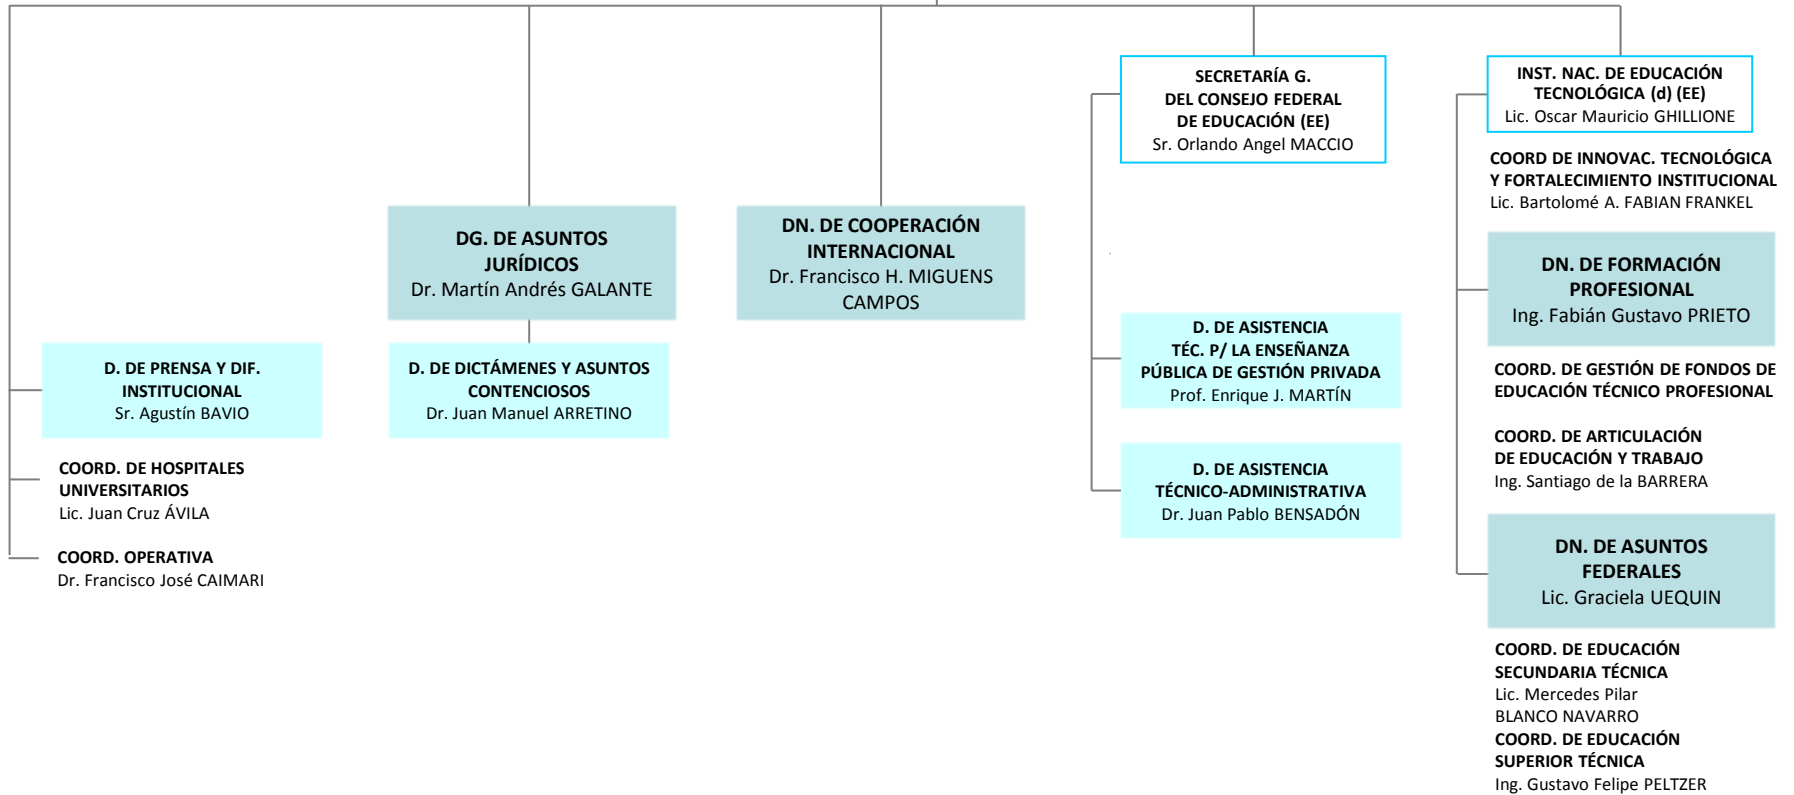 SECRETARÍA G.
DEL CONSEJO FEDERAL
DE EDUCACIÓN (EE)
Sr. Orlando Angel MACCIO
INST. NAC. DE EDUCACIÓN
TECNOLÓGICA (d) (EE)
Lic. Oscar Mauricio GHILLIONE
COORD DE INNOVAC. TECNOLÓGICA
Y FORTALECIMIENTO INSTITUCIONAL
Lic. Bartolomé A. FABIAN FRANKEL
DG. DE ASUNTOS
JURÍDICOS
Dr. Martín Andrés GALANTE
DN. DE COOPERACIÓN
INTERNACIONAL
Dr. Francisco H. MIGUENS
CAMPOS
DN. DE FORMACIÓN
PROFESIONAL
Ing. Fabián Gustavo PRIETO
D. DE PRENSA Y DIF.
INSTITUCIONAL
Sr. Agustín BAVIO
D. DE DICTÁMENES Y ASUNTOS
CONTENCIOSOS
Dr. Juan Manuel ARRETINO
D. DE ASISTENCIA
TÉC. P/ LA ENSEÑANZA
PÚBLICA DE GESTIÓN PRIVADA
Prof. Enrique J. MARTÍN
COORD. DE GESTIÓN DE FONDOS DE
EDUCACIÓN TÉCNICO PROFESIONAL
COORD. DE ARTICULACIÓN
DE EDUCACIÓN Y TRABAJO
Ing. Santiago de la BARRERA
COORD. DE HOSPITALES
UNIVERSITARIOS
Lic. Juan Cruz ÁVILA
D. DE ASISTENCIA
TÉCNICO-ADMINISTRATIVA
Dr. Juan Pablo BENSADÓN
COORD. OPERATIVA
Dr. Francisco José CAIMARI
DN. DE ASUNTOS
FEDERALES
Lic. Graciela UEQUIN
COORD. DE EDUCACIÓN
SECUNDARIA TÉCNICA
Lic. Mercedes Pilar
BLANCO NAVARRO
COORD. DE EDUCACIÓN
SUPERIOR TÉCNICA
Ing. Gustavo Felipe PELTZER